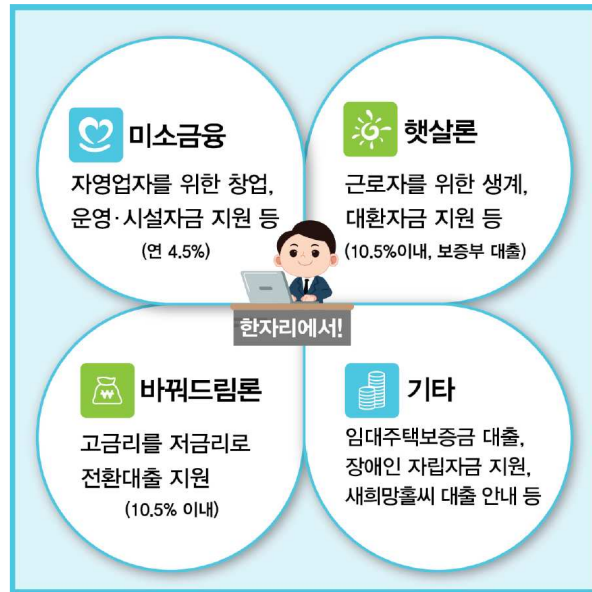 미소금융
자영업자를 위한 창업,
운영·시설자금 지원 등
(연 4.5%)
햇살론
근로자를 위한 생계,
대환자금 지원 등
(10.5%이내, 보증부 대출)
한자리에서!
바꿔드림론
고금리를 저금리로
전환대출 지원
(10.5% 이내)
기타
임대주택보증금 대출,
장애인 자립자금 지원,
새희망홀씨 대출 안내 등